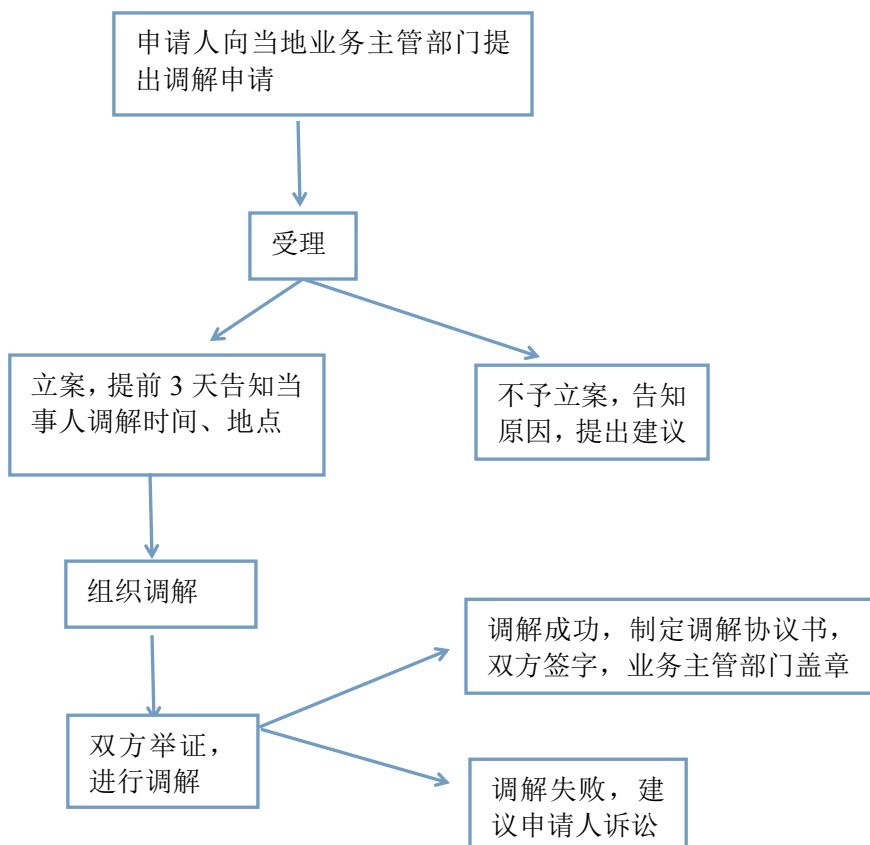 申请人向当地业务主管部门提
出调解申请
受理
立案，提前 3 天告知当
事人调解时间、地点
不予立案，告知
原因，提出建议
组织调解
调解成功，制定调解协议书，
双方签字，业务主管部门盖章
双方举证，
进行调解
调解失败，建
议申请人诉讼